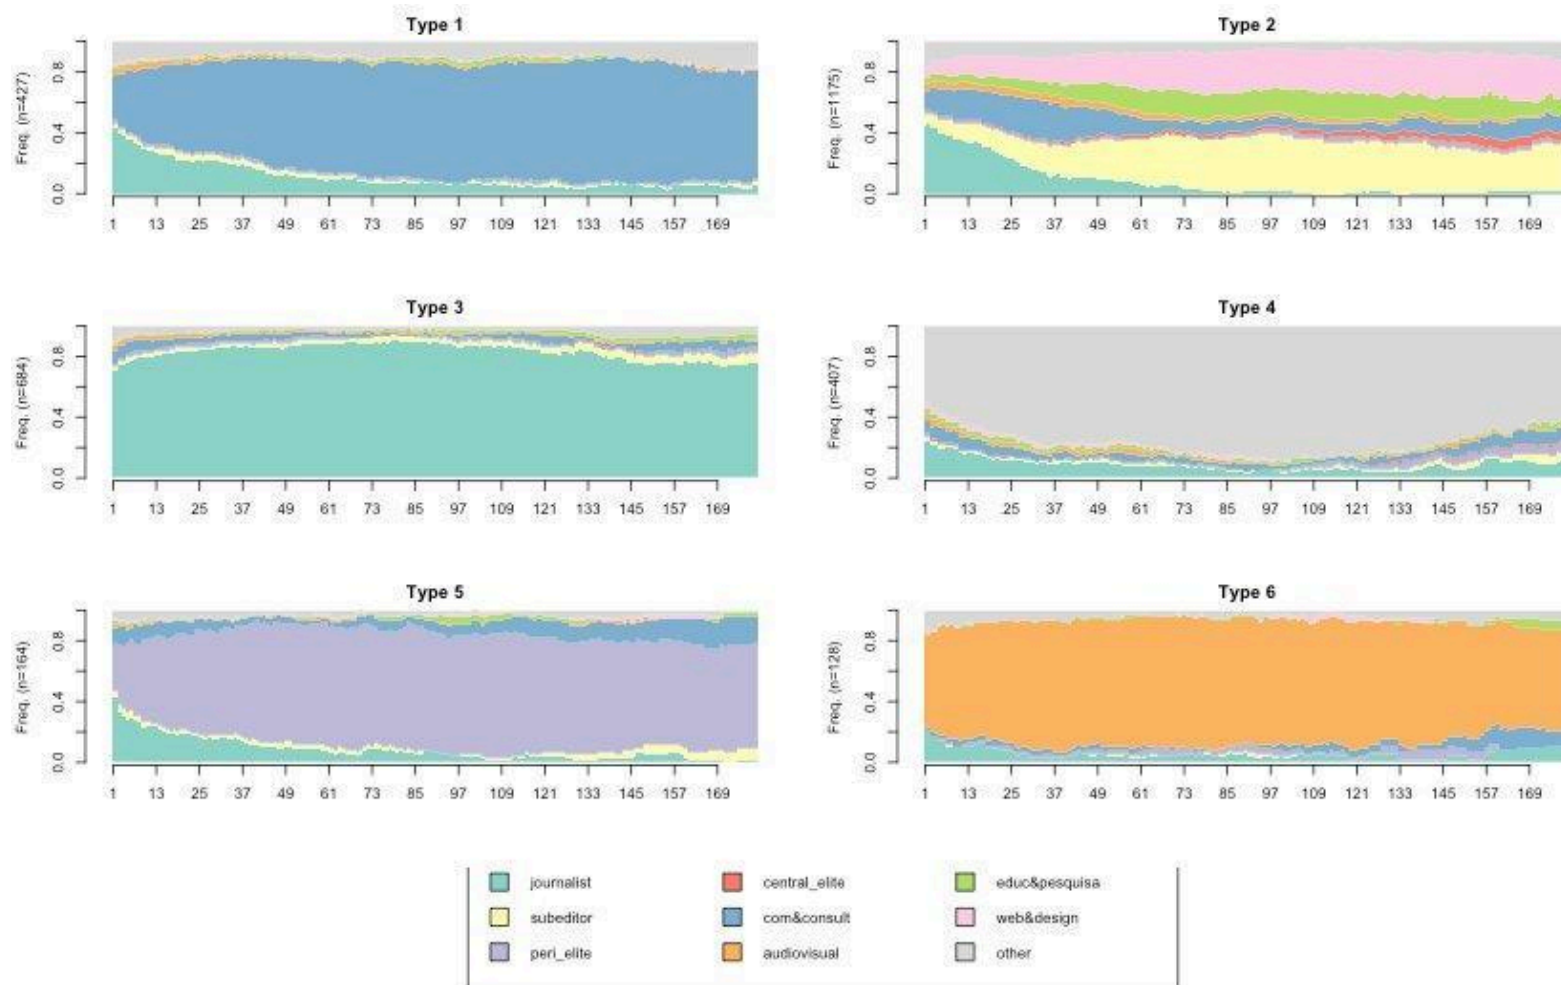 Type 1
Freq. (n=427)
0.0 0.4 0.8
1 13 25 37 49 61 73 85 97 109 121 133 145 157 169
Type 2
Freq. (n=1175)
0.0 0.4 0.8
1 13 25 37 49 61 73 85 97 109 121 133 145 157 169
Type 3
Freq. (n=684)
0.0 0.4 0.8
1 13 25 37 49 61 73 85 97 109 121 133 145 157 169
Type 4
Freq. (n=407)
0.0 0.4 0.8
1 13 25 37 49 61 73 85 97 109 121 133 145 157 169
Type 5
Freq. (n=164)
0.0 0.4 0.8
1 13 25 37 49 61 73 85 97 109 121 133 145 157 169
Type 6
Freq. (n=128)
0.0 0.4 0.8
1 13 25 37 49 61 73 85 97 109 121 133 145 157 169
journalist central_elite educ&pesquisa
subeditor com&consult web&design
peri_elite audiovisual other